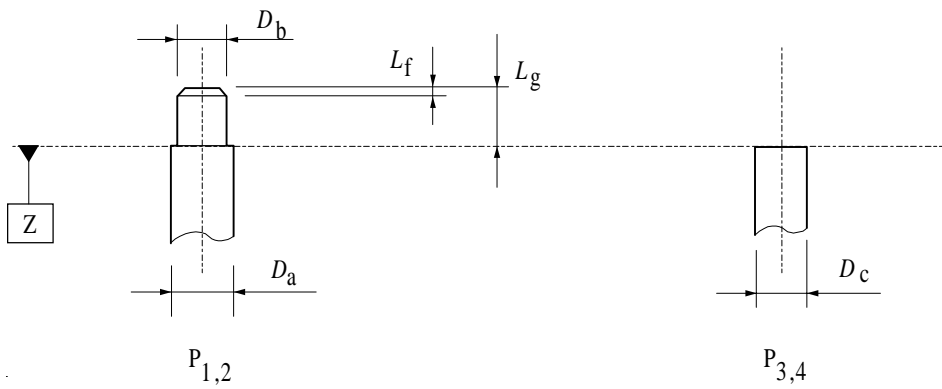 D_b
L_f
L_g
Z
D_a
D_c
P_1,2
P_3,4